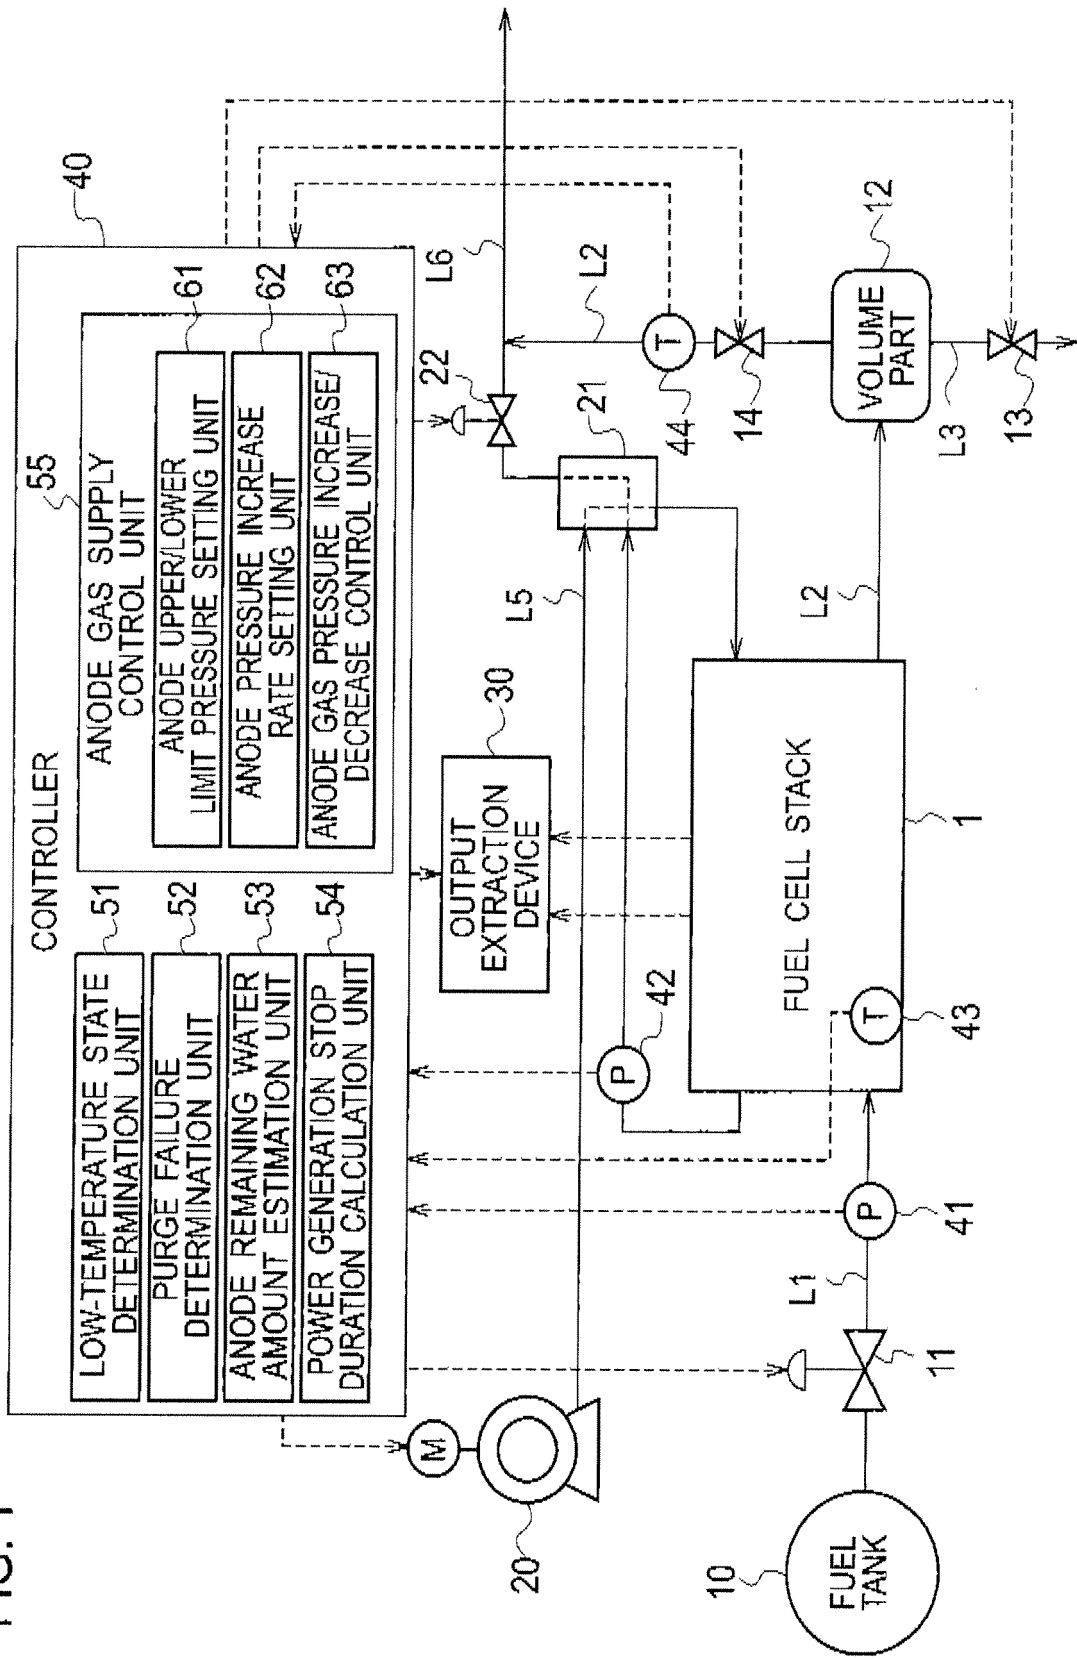 FIG. 1
CONTROLLER
40
LOW-TEMPERATURE STATE
DETERMINATION UNIT
51
PURGE FAILURE
DETERMINATION UNIT
52
ANODE REMAINING WATER
AMOUNT ESTIMATION UNIT
53
POWER GENERATION STOP
DURATION CALCULATION UNIT
54
55
ANODE GAS SUPPLY
CONTROL UNIT
ANODE UPPER/LOWER
LIMIT PRESSURE SETTING UNIT
61
ANODE PRESSURE INCREASE
RATE SETTING UNIT
62
ANODE GAS PRESSURE INCREASE/
DECREASE CONTROL UNIT
63
M
20
OUTPUT
EXTRACTION
DEVICE
30
22
L6
L5
21
P
42
L2
T
44
14
FUEL CELL STACK
1
T
43
L2
VOLUME
PART
12
L3
13
10
FUEL
TANK
11
L1
P
41